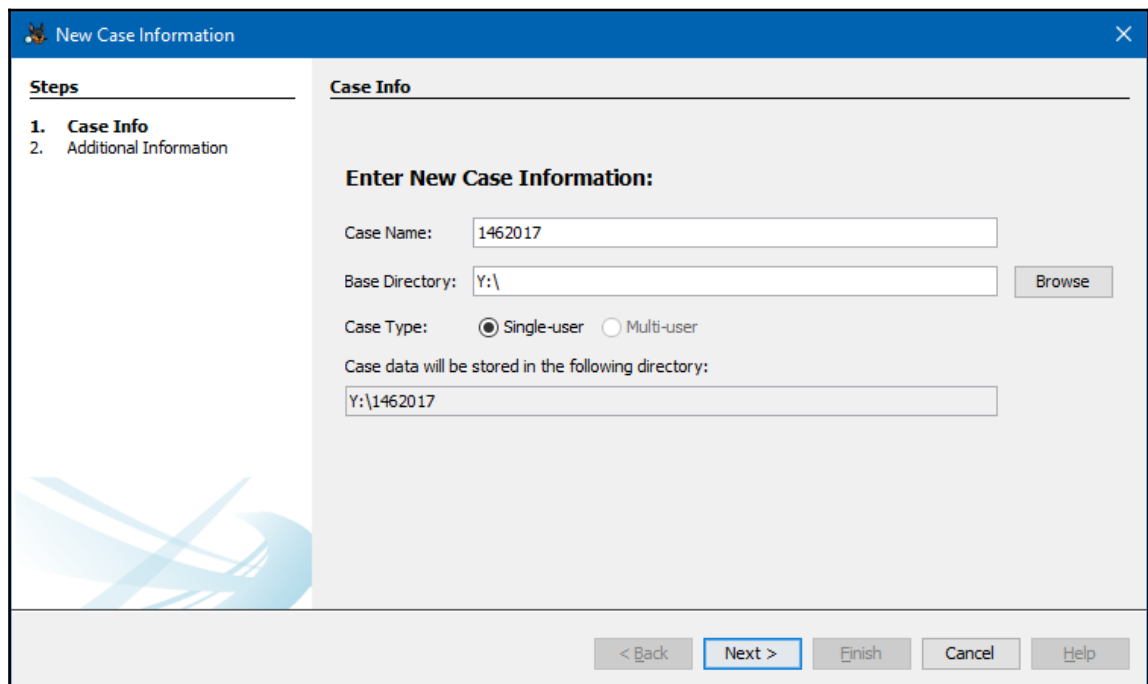 New Case Information
Steps
1. Case Info
2. Additional Information
Case Info
Enter New Case Information:
Case Name: 1462017
Base Directory: Y:\ Browse
Case Type: Single-user Multi-user
Case data will be stored in the following directory:
Y:\1462017
< Back Next > Finish Cancel Help